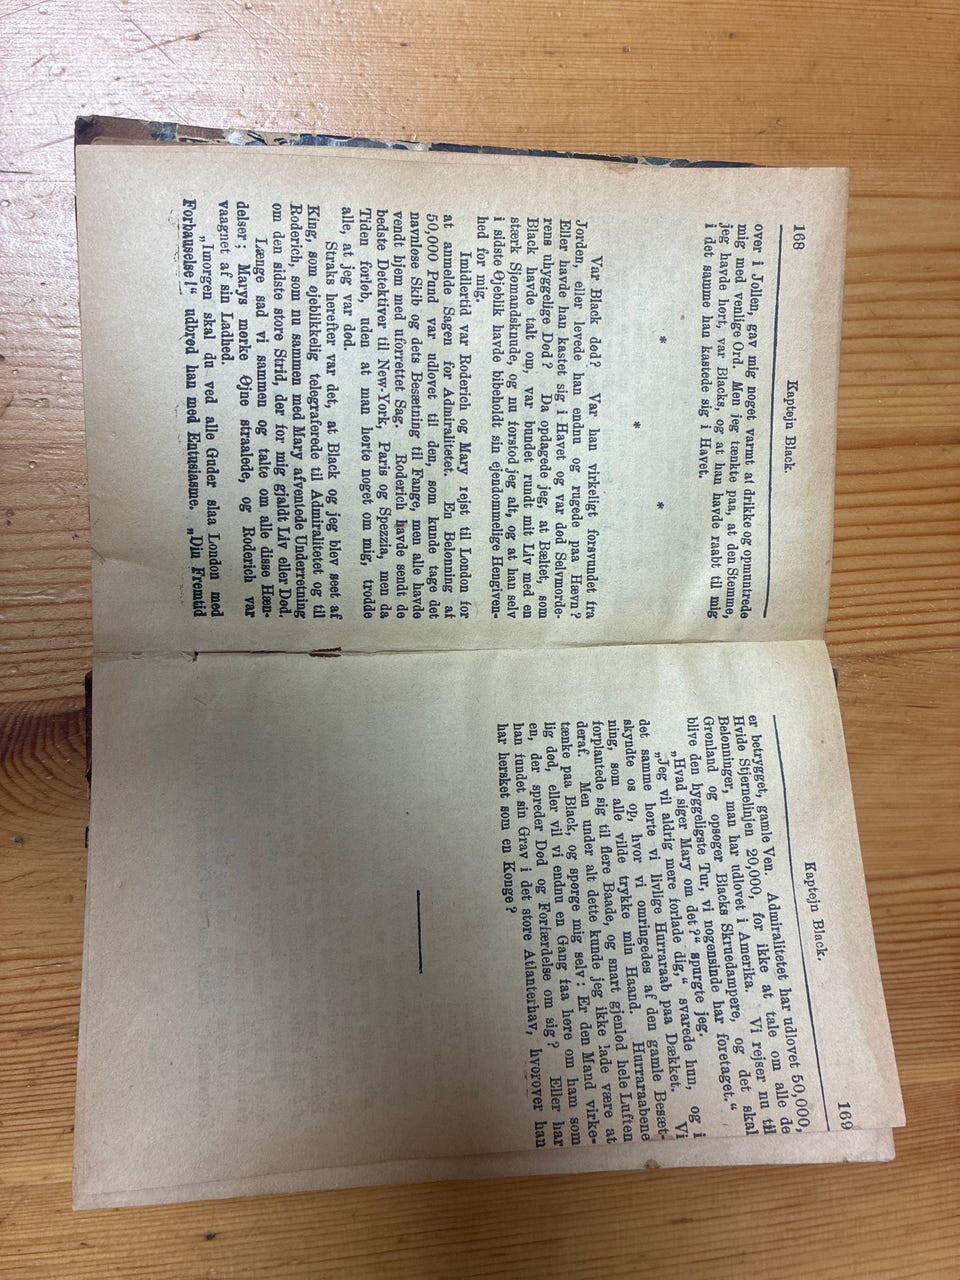 168
Kaptejn Black.
over i Jollen, gav mig noget varmt at drikke og opmuntrede
mig med venlige Ord. Men jeg tænkte paa, at den Stemme,
jeg havde hørt, var Blacks, og at han havde raabt til mig
i det samme han kastede sig i Havet.
* * *
Var Black død? Var han virkeligt forsvundet fra
Jorden, eller levede han endnu og rugede paa Hævn?
Eller havde han kastet sig i Havet og var død Selvmorde-
rens uhyggelige Død? Da opdagede jeg, at Bæltet, som
Black havde talt om, var bundet rundt mit Liv med en
stærk Sjømandsknude, og nu forstod jeg alt, og at han selv
i sidste Øjeblik havde bibeholdt sin ejendommelige Hengiven-
hed for mig.
Imidlertid var Roderich og Mary rejst til London for
at anmelde Sagen for Admiralitetet. En Belønning af
50,000 Pund var udlovet til den, som kunde tage det
navnløse Skib og dets Besætning til Fange, men alle havde
vendt hjem med uforrettet Sag. Roderich havde sendt de
bedste Detektiver til New-York, Paris og Spezzia, men da
Tiden forløb, uden at man hørte noget om mig, trodde
alle, at jeg var død.
Straks herefter var det, at Black og jeg blev seet af
King, som øjeblikkelig telegraferede til Admiralitetet og til
Roderich, som nu sammen med Mary afventede Underretning
om den sidste store Strid, der for mig gjaldt Liv eller Død.
Længe sad vi sammen og talte om alle disse Hæn-
delser; Marys mørke Øjne straalede, og Roderich var
vaagnet af sin Ladhed.
„Imorgen skal du ved alle Guder slaa London med
Forbauselse!“ udbrød han med Entusiasme. „Din Fremtid
Kaptejn Black.
169
er betrygget, gamle Ven. Admiralitetet har udlovet 50,000,
Hvide Stjernelinjen 20,000, for ikke at tale om alle de
Belønninger, man har udlovet i Amerika. Vi rejser nu til
Grønland og opsøger Blacks Skruedampere, og det skal
blive den hyggeligste Tur, vi nogensinde har foretaget.“
„Hvad siger Mary om det?“ spurgte jeg.
„Jeg vil aldrig mere forlade dig,“ svarede hun, og i
det samme hørte vi livlige Hurraraab paa Dækket. Vi
skyndte os op, hvor vi omringedes af den gamle Besæt-
ning, som alle vilde trykke min Haand. Hurraraabene
forplantede sig til flere Baade, og snart gjenlød hele Luften
deraf. Men under alt dette kunde jeg ikke lade være at
tænke paa Black, og spørge mig selv: Er den Mand virke-
lig død, eller vil vi endnu en Gang faa høre om ham som
en, der spreder Død og Forfærdelse om sig? Eller har
han fundet sin Grav i det store Atlanterhav, hvorover han
har hersket som en Konge?